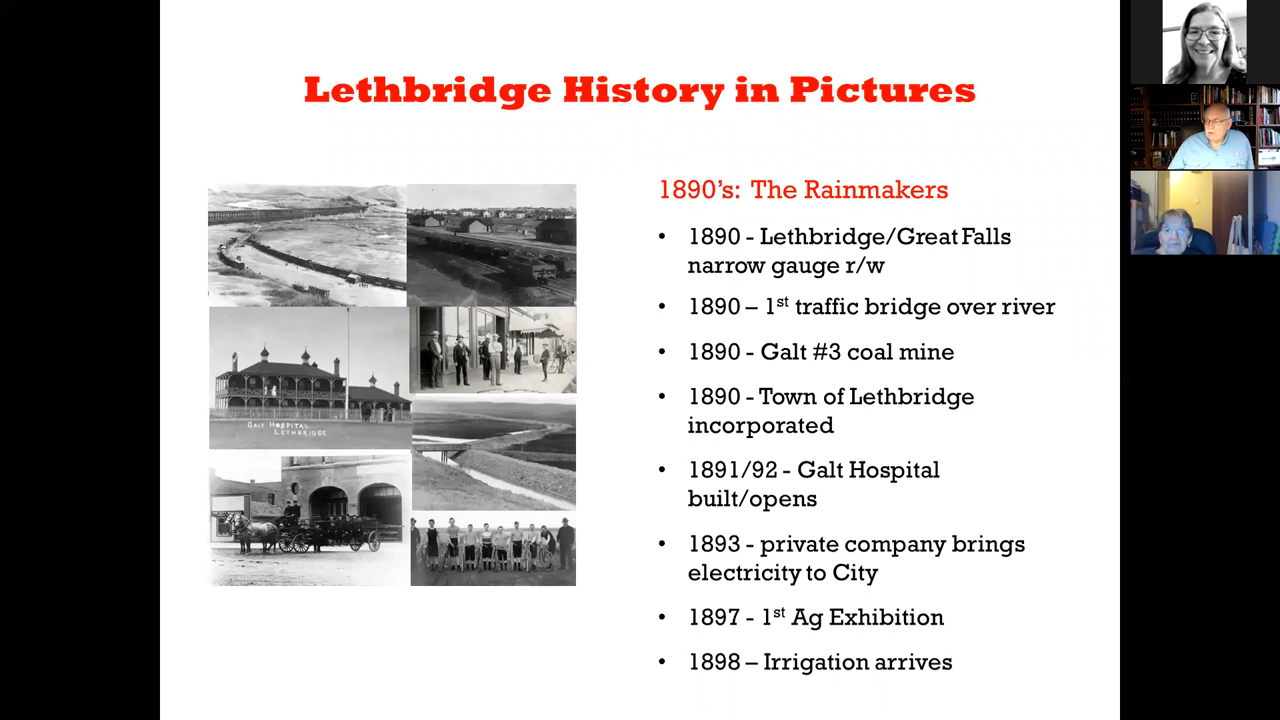 Lethbridge History in Pictures
1890's: The Rainmakers
• 1890 - Lethbridge/Great Falls
narrow gauge r/w
• 1890 – 1st traffic bridge over river
• 1890 - Galt #3 coal mine
• 1890 - Town of Lethbridge
incorporated
• 1891/92 - Galt Hospital
built/opens
• 1893 - private company brings
electricity to City
• 1897 - 1st Ag Exhibition
• 1898 – Irrigation arrives
GALT HOSPITAL
LETHBRIDGE